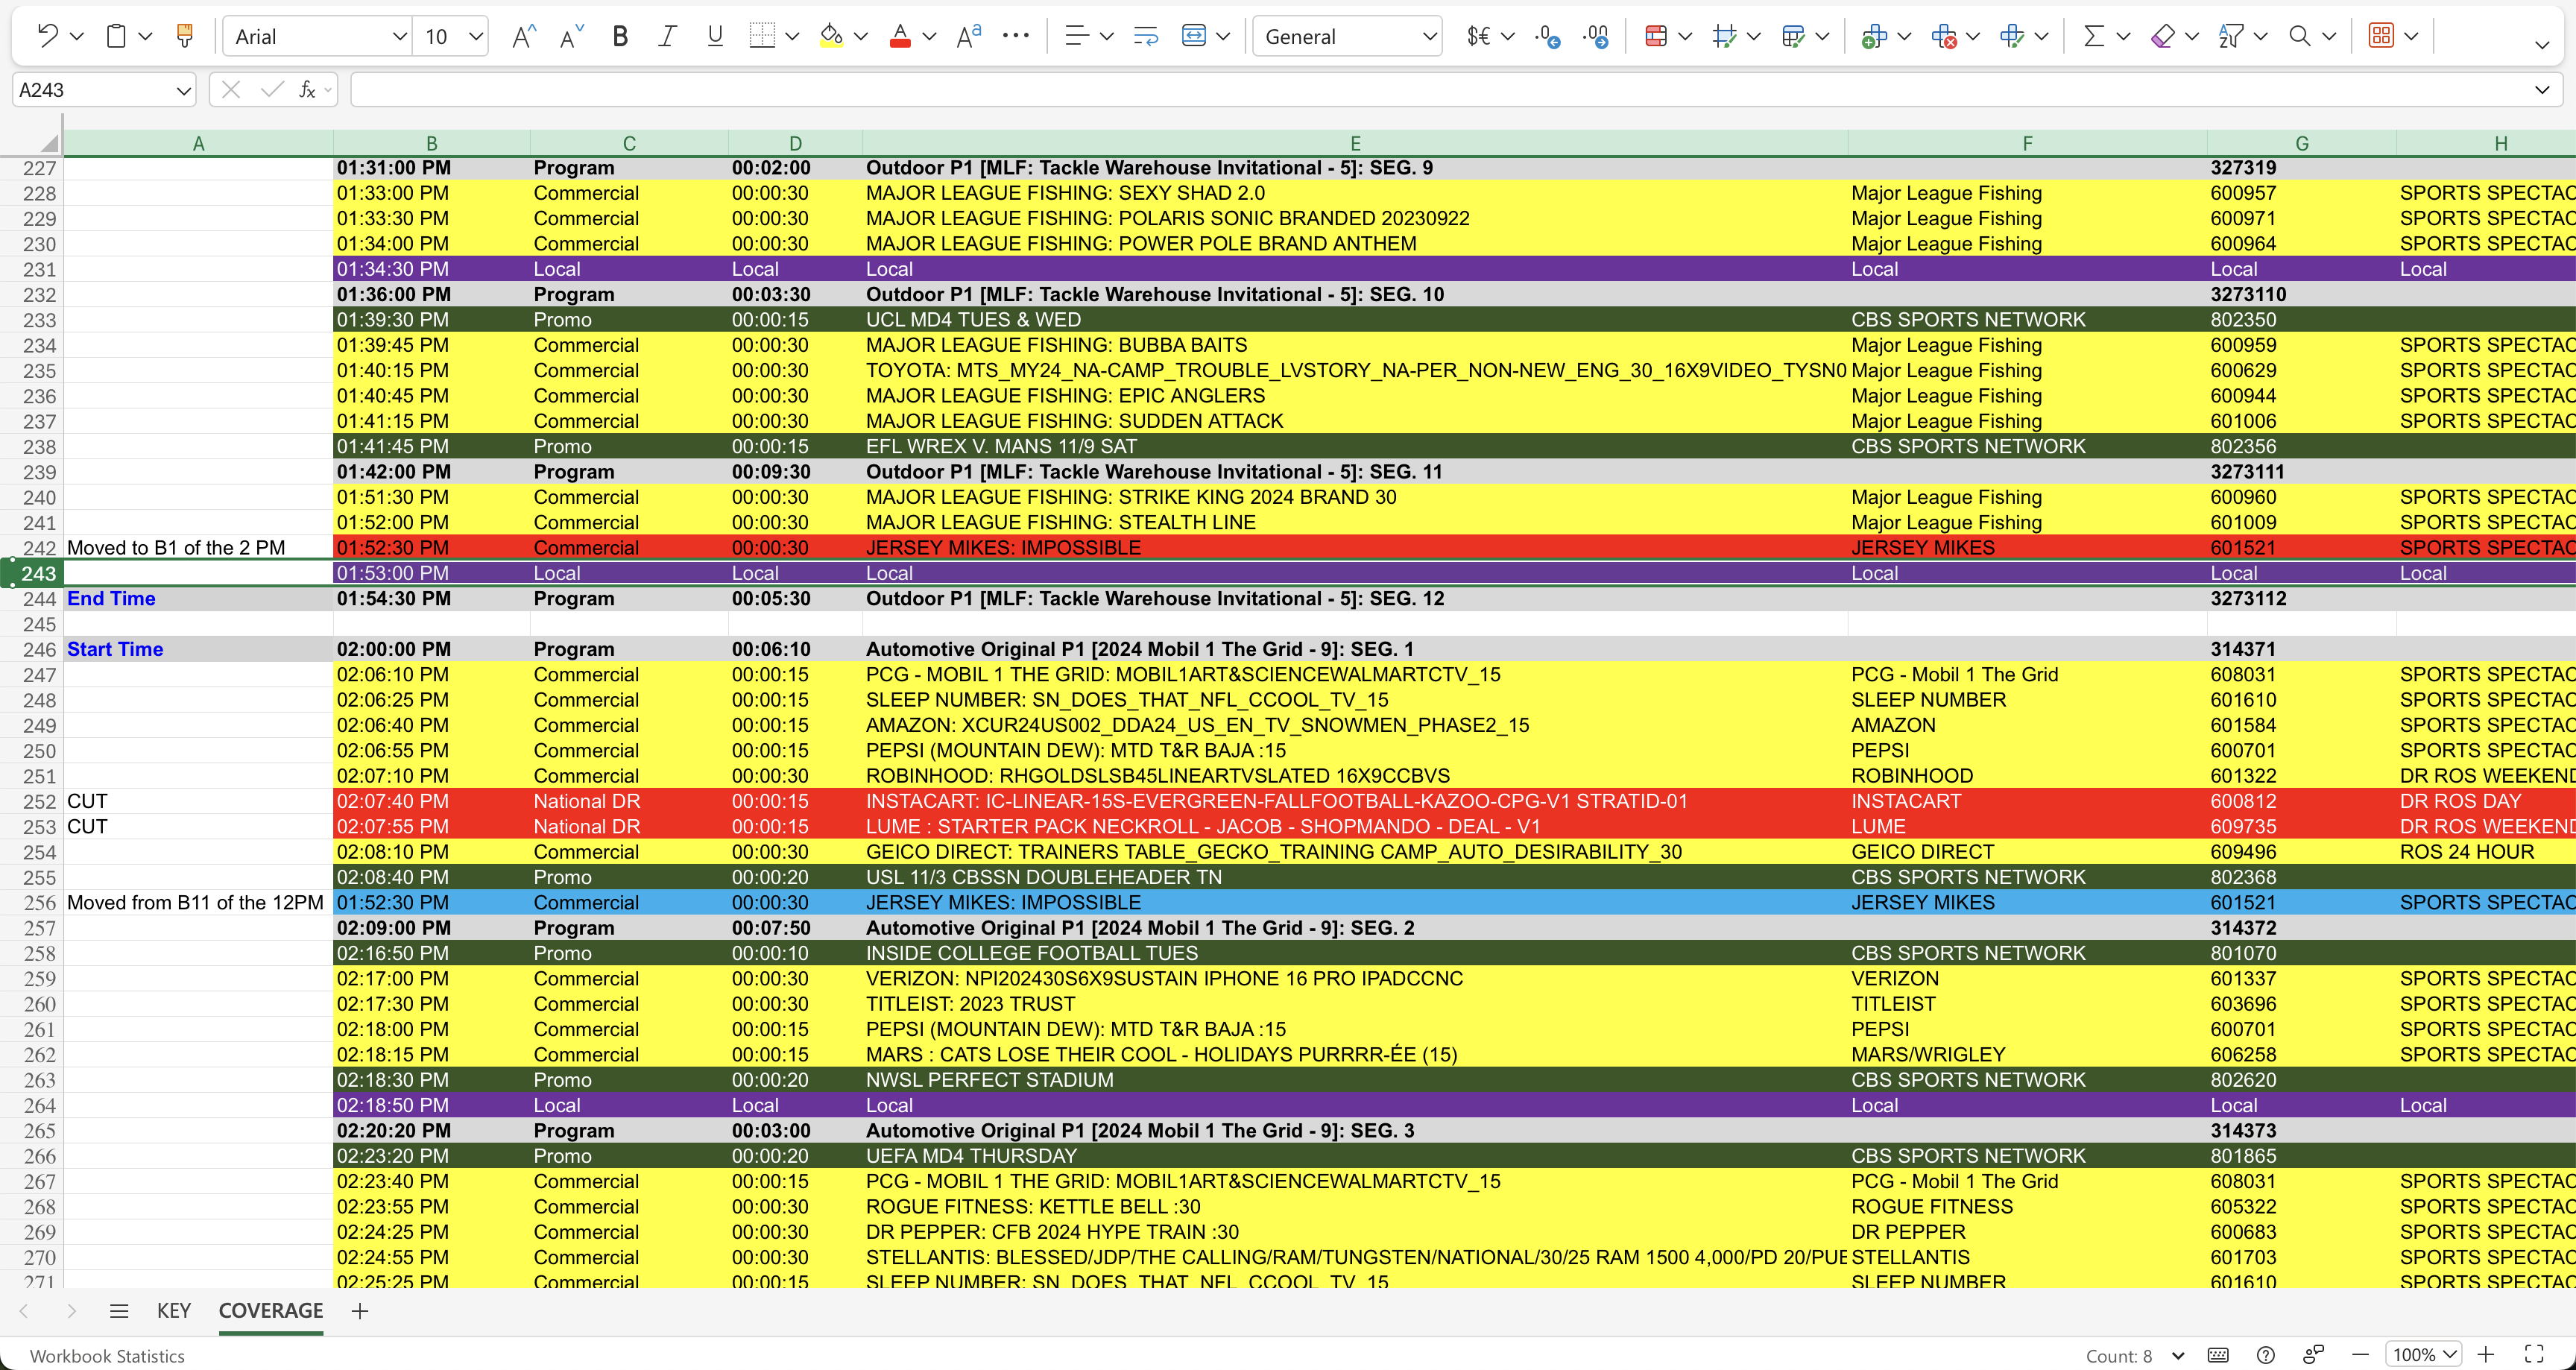 Arial 10 A A B I U A Aa General $€ .0 .00
A243 fx
A B C D E F G H
227 01:31:00 PM Program 00:02:00 Outdoor P1 [MLF: Tackle Warehouse Invitational - 5]: SEG. 9 327319
228 01:33:00 PM Commercial 00:00:30 MAJOR LEAGUE FISHING: SEXY SHAD 2.0 Major League Fishing 600957 SPORTS SPECTAC
229 01:33:30 PM Commercial 00:00:30 MAJOR LEAGUE FISHING: POLARIS SONIC BRANDED 20230922 Major League Fishing 600971 SPORTS SPECTAC
230 01:34:00 PM Commercial 00:00:30 MAJOR LEAGUE FISHING: POWER POLE BRAND ANTHEM Major League Fishing 600964 SPORTS SPECTAC
231 01:34:30 PM Local Local Local Local Local Local
232 01:36:00 PM Program 00:03:30 Outdoor P1 [MLF: Tackle Warehouse Invitational - 5]: SEG. 10 3273110
233 01:39:30 PM Promo 00:00:15 UCL MD4 TUES & WED CBS SPORTS NETWORK 802350
234 01:39:45 PM Commercial 00:00:30 MAJOR LEAGUE FISHING: BUBBA BAITS Major League Fishing 600959 SPORTS SPECTAC
235 01:40:15 PM Commercial 00:00:30 TOYOTA: MTS_MY24_NA-CAMP_TROUBLE_LVSTORY_NA-PER_NON-NEW_ENG_30_16X9VIDEO_TYSN0 Major League Fishing 600629 SPORTS SPECTAC
236 01:40:45 PM Commercial 00:00:30 MAJOR LEAGUE FISHING: EPIC ANGLERS Major League Fishing 600944 SPORTS SPECTAC
237 01:41:15 PM Commercial 00:00:30 MAJOR LEAGUE FISHING: SUDDEN ATTACK Major League Fishing 601006 SPORTS SPECTAC
238 01:41:45 PM Promo 00:00:15 EFL WREX V. MANS 11/9 SAT CBS SPORTS NETWORK 802356
239 01:42:00 PM Program 00:09:30 Outdoor P1 [MLF: Tackle Warehouse Invitational - 5]: SEG. 11 3273111
240 01:51:30 PM Commercial 00:00:30 MAJOR LEAGUE FISHING: STRIKE KING 2024 BRAND 30 Major League Fishing 600960 SPORTS SPECTAC
241 01:52:00 PM Commercial 00:00:30 MAJOR LEAGUE FISHING: STEALTH LINE Major League Fishing 601009 SPORTS SPECTAC
242 Moved to B1 of the 2 PM 01:52:30 PM Commercial 00:00:30 JERSEY MIKES: IMPOSSIBLE JERSEY MIKES 601521 SPORTS SPECTAC
243 01:53:00 PM Local Local Local Local Local Local
244 End Time 01:54:30 PM Program 00:05:30 Outdoor P1 [MLF: Tackle Warehouse Invitational - 5]: SEG. 12 3273112
245
246 Start Time 02:00:00 PM Program 00:06:10 Automotive Original P1 [2024 Mobil 1 The Grid - 9]: SEG. 1 314371
247 02:06:10 PM Commercial 00:00:15 PCG - MOBIL 1 THE GRID: MOBIL1ART&SCIENCEWALMARTCTV_15 PCG - Mobil 1 The Grid 608031 SPORTS SPECTAC
248 02:06:25 PM Commercial 00:00:15 SLEEP NUMBER: SN_DOES_THAT_NFL_CCOOL_TV_15 SLEEP NUMBER 601610 SPORTS SPECTAC
249 02:06:40 PM Commercial 00:00:15 AMAZON: XCUR24US002_DDA24_US_EN_TV_SNOWMEN_PHASE2_15 AMAZON 601584 SPORTS SPECTAC
250 02:06:55 PM Commercial 00:00:15 PEPSI (MOUNTAIN DEW): MTD T&R BAJA :15 PEPSI 600701 SPORTS SPECTAC
251 02:07:10 PM Commercial 00:00:30 ROBINHOOD: RHGOLDSLSB45LINEARTVSLATED 16X9CCBVS ROBINHOOD 601322 DR ROS WEEKEND
252 CUT 02:07:40 PM National DR 00:00:15 INSTACART: IC-LINEAR-15S-EVERGREEN-FALLFOOTBALL-KAZOO-CPG-V1 STRATID-01 INSTACART 600812 DR ROS DAY
253 CUT 02:07:55 PM National DR 00:00:15 LUME : STARTER PACK NECKROLL - JACOB - SHOPMANDO - DEAL - V1 LUME 609735 DR ROS WEEKEND
254 02:08:10 PM Commercial 00:00:30 GEICO DIRECT: TRAINERS TABLE_GECKO_TRAINING CAMP_AUTO_DESIRABILITY_30 GEICO DIRECT 609496 ROS 24 HOUR
255 02:08:40 PM Promo 00:00:20 USL 11/3 CBSSN DOUBLEHEADER TN CBS SPORTS NETWORK 802368
256 Moved from B11 of the 12PM 01:52:30 PM Commercial 00:00:30 JERSEY MIKES: IMPOSSIBLE JERSEY MIKES 601521 SPORTS SPECTAC
257 02:09:00 PM Program 00:07:50 Automotive Original P1 [2024 Mobil 1 The Grid - 9]: SEG. 2 314372
258 02:16:50 PM Promo 00:00:10 INSIDE COLLEGE FOOTBALL TUES CBS SPORTS NETWORK 801070
259 02:17:00 PM Commercial 00:00:30 VERIZON: NPI202430S6X9SUSTAIN IPHONE 16 PRO IPADCCNC VERIZON 601337 SPORTS SPECTAC
260 02:17:30 PM Commercial 00:00:30 TITLEIST: 2023 TRUST TITLEIST 603696 SPORTS SPECTAC
261 02:18:00 PM Commercial 00:00:15 PEPSI (MOUNTAIN DEW): MTD T&R BAJA :15 PEPSI 600701 SPORTS SPECTAC
262 02:18:15 PM Commercial 00:00:15 MARS : CATS LOSE THEIR COOL - HOLIDAYS PURRRR-ÉE (15) MARS/WRIGLEY 606258 SPORTS SPECTAC
263 02:18:30 PM Promo 00:00:20 NWSL PERFECT STADIUM CBS SPORTS NETWORK 802620
264 02:18:50 PM Local Local Local Local Local Local
265 02:20:20 PM Program 00:03:00 Automotive Original P1 [2024 Mobil 1 The Grid - 9]: SEG. 3 314373
266 02:23:20 PM Promo 00:00:20 UEFA MD4 THURSDAY CBS SPORTS NETWORK 801865
267 02:23:40 PM Commercial 00:00:15 PCG - MOBIL 1 THE GRID: MOBIL1ART&SCIENCEWALMARTCTV_15 PCG - Mobil 1 The Grid 608031 SPORTS SPECTAC
268 02:23:55 PM Commercial 00:00:30 ROGUE FITNESS: KETTLE BELL :30 ROGUE FITNESS 605322 SPORTS SPECTAC
269 02:24:25 PM Commercial 00:00:30 DR PEPPER: CFB 2024 HYPE TRAIN :30 DR PEPPER 600683 SPORTS SPECTAC
270 02:24:55 PM Commercial 00:00:30 STELLANTIS: BLESSED/JDP/THE CALLING/RAM/TUNGSTEN/NATIONAL/30/25 RAM 1500 4,000/PD 20/PUE STELLANTIS 601703 SPORTS SPECTAC
271 02:25:25 PM Commercial 00:00:15 SLEEP NUMBER: SN_DOES_THAT_NFL_CCOOL_TV_15 SLEEP NUMBER 601610 SPORTS SPECTAC
KEY COVERAGE
Workbook Statistics Count: 8 100%